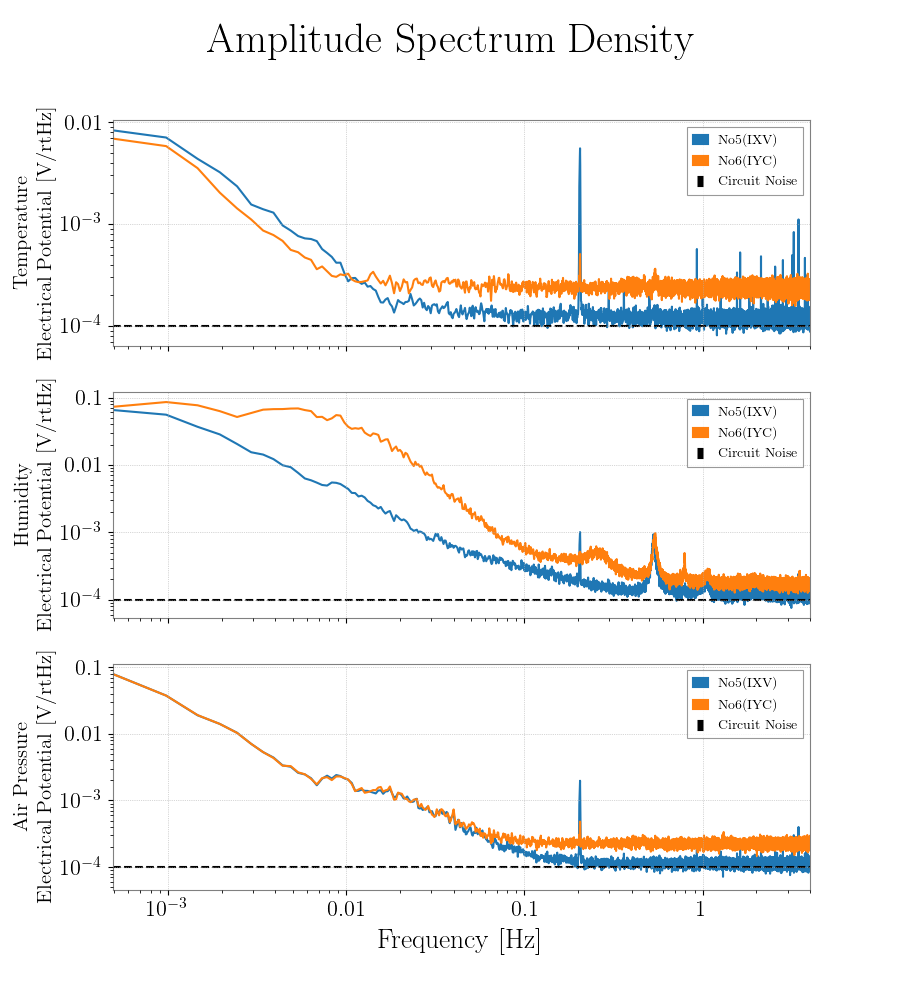 Amplitude Spectrum Density
Temperature
Electrical Potential [V/rtHz]
0.01
10⁻³
10⁻⁴
No5(IXV)
No6(IYC)
Circuit Noise
Humidity
Electrical Potential [V/rtHz]
0.1
0.01
10⁻³
10⁻⁴
No5(IXV)
No6(IYC)
Circuit Noise
Air Pressure
Electrical Potential [V/rtHz]
0.1
0.01
10⁻³
10⁻⁴
No5(IXV)
No6(IYC)
Circuit Noise
10⁻³ 0.01 0.1 1
Frequency [Hz]